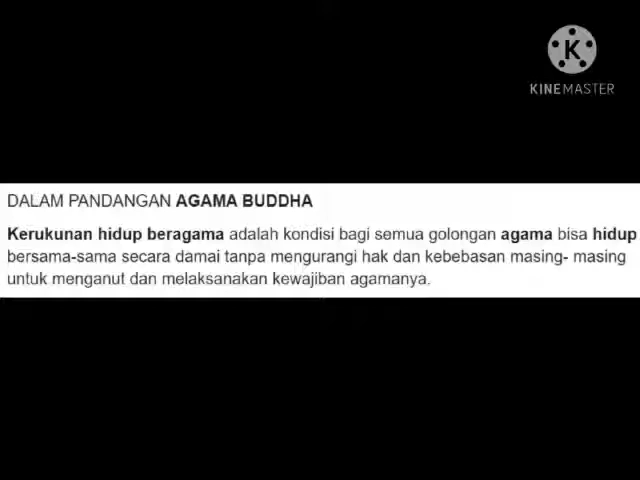 KINEMASTER
DALAM PANDANGAN AGAMA BUDDHA
Kerukunan hidup beragama adalah kondisi bagi semua golongan agama bisa hidup
bersama-sama secara damai tanpa mengurangi hak dan kebebasan masing- masing
untuk menganut dan melaksanakan kewajiban agamanya.